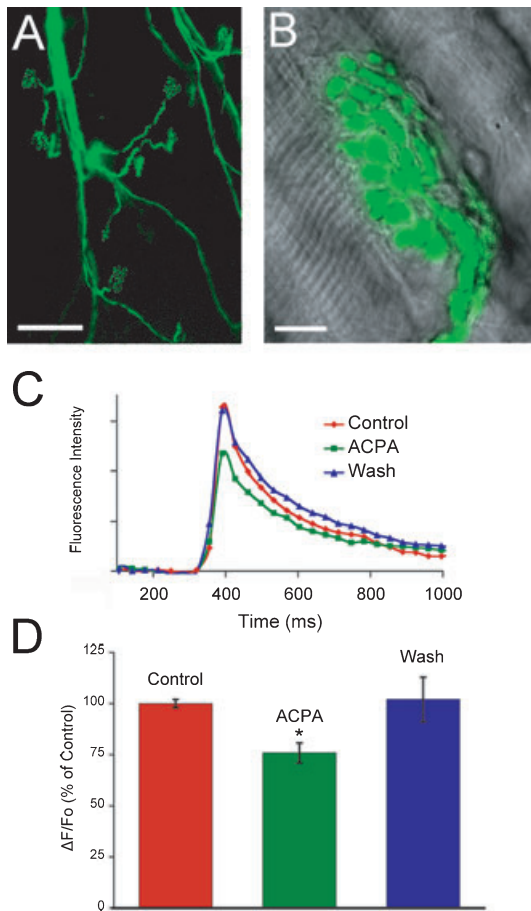 A
B
C
Fluorescence Intensity
Control
ACPA
Wash
200
400
600
800
1000
Time (ms)
D
ΔF/Fo (% of Control)
125
100
75
50
25
0
Control
ACPA
*
Wash